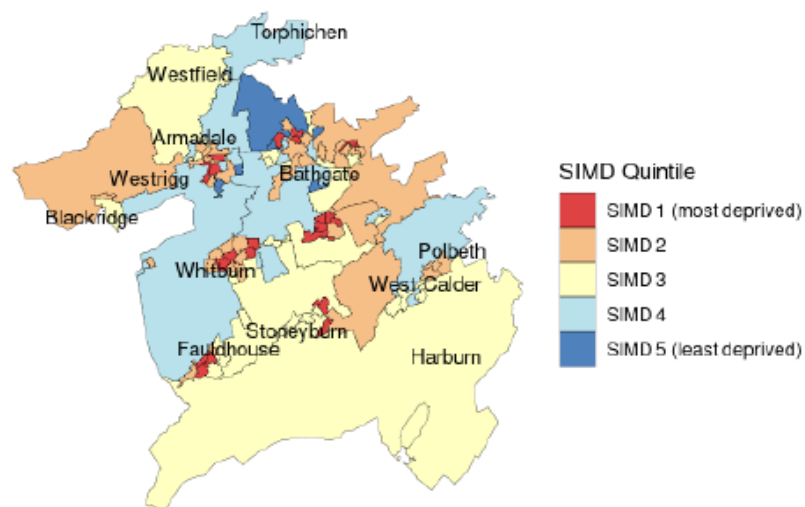 Torphichen
Westfield
Armadale
Westrigg
Bathgate
Blackridge
Whitburn
Polbeth
West Calder
Stoneyburn
Fauldhouse
Harburn
SIMD Quintile
SIMD 1 (most deprived)
SIMD 2
SIMD 3
SIMD 4
SIMD 5 (least deprived)